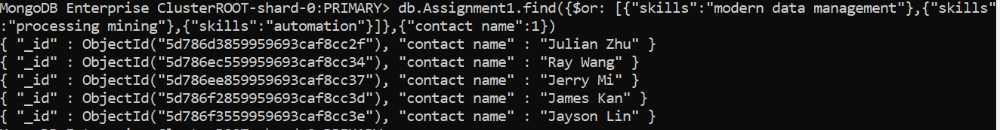 MongoDB Enterprise ClusterROOT-shard-0:PRIMARY> db.Assignment1.find({$or: [{"skills":"modern data management"},{"skills"
:"processing mining"},{"skills":"automation"}]},{"contact name":1})
{ "_id" : ObjectId("5d786d3859959693caf8cc2f"), "contact name" : "Julian Zhu" }
{ "_id" : ObjectId("5d786ec559959693caf8cc34"), "contact name" : "Ray Wang" }
{ "_id" : ObjectId("5d786ee859959693caf8cc37"), "contact name" : "Jerry Mi" }
{ "_id" : ObjectId("5d786f2859959693caf8cc3d"), "contact name" : "James Kan" }
{ "_id" : ObjectId("5d786f3559959693caf8cc3e"), "contact name" : "Jayson Lin" }